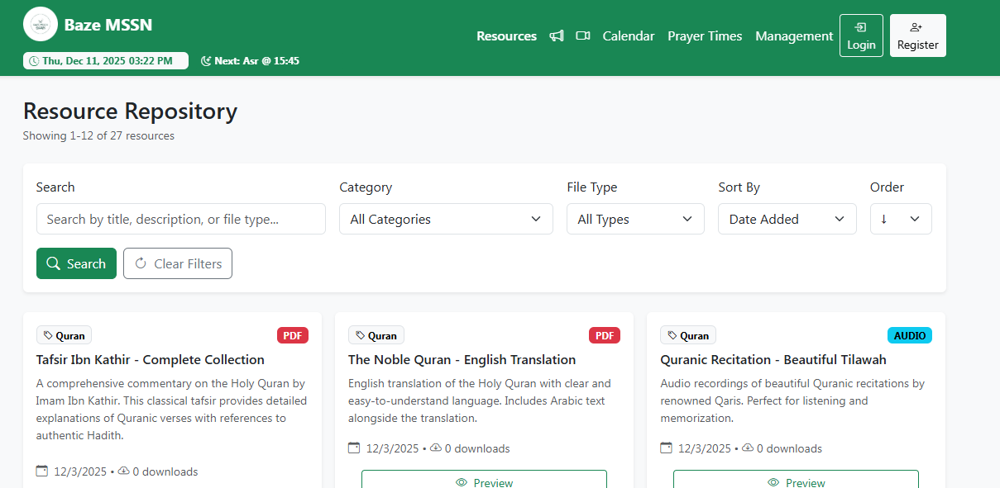 Baze MSSN
Thu, Dec 11, 2025 03:22 PM
Next: Asr @ 15:45
Resources
Calendar
Prayer Times
Management
Login
Register
Resource Repository
Showing 1-12 of 27 resources
Search
Category
File Type
Sort By
Order
Search by title, description, or file type...
All Categories
All Types
Date Added
↓
Search
Clear Filters
Quran
PDF
Tafsir Ibn Kathir - Complete Collection
A comprehensive commentary on the Holy Quran by
Imam Ibn Kathir. This classical tafsir provides detailed
explanations of Quranic verses with references to
authentic Hadith.
12/3/2025 • 0 downloads
Quran
PDF
The Noble Quran - English Translation
English translation of the Holy Quran with clear and
easy-to-understand language. Includes Arabic text
alongside the translation.
12/3/2025 • 0 downloads
Preview
Quran
AUDIO
Quranic Recitation - Beautiful Tilawah
Audio recordings of beautiful Quranic recitations by
renowned Qaris. Perfect for listening and
memorization.
12/3/2025 • 0 downloads
Preview